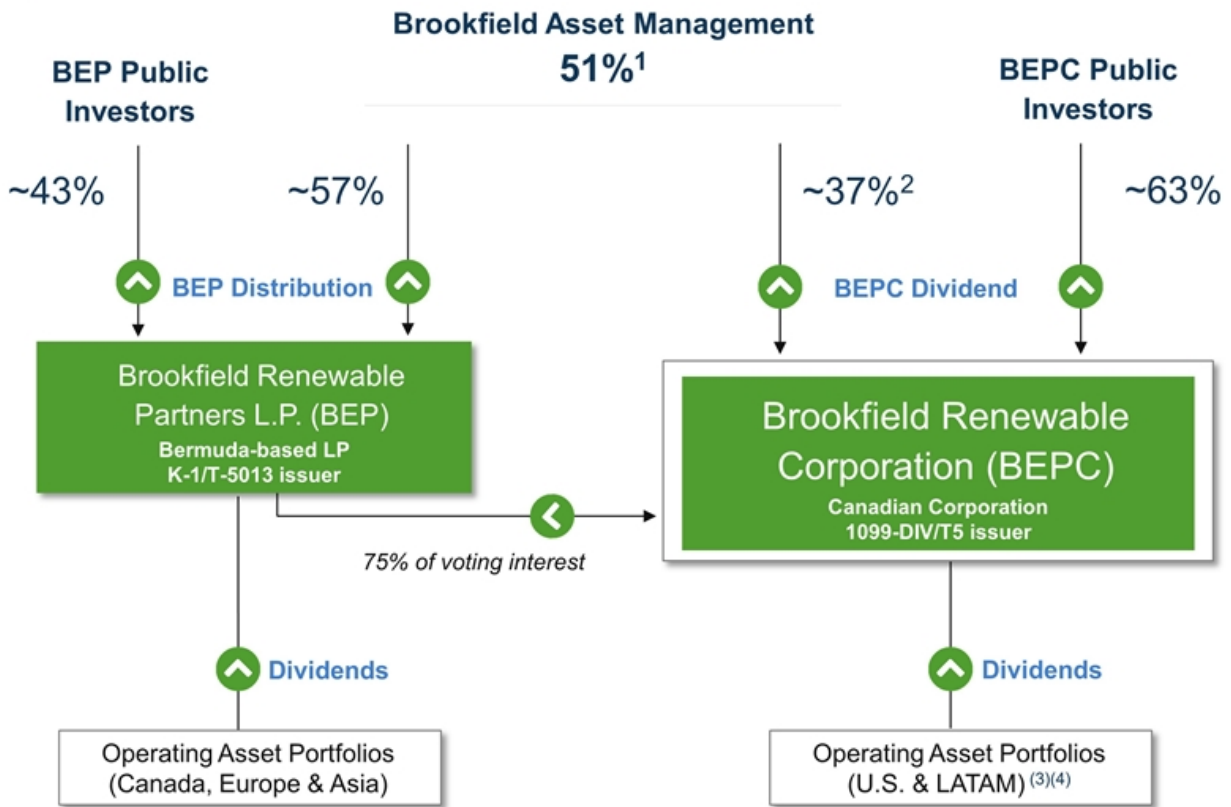 Brookfield Asset Management
51%¹
BEP Public
Investors
BEPC Public
Investors
~43%
~57%
~37%²
~63%
BEP Distribution
BEPC Dividend
Brookfield Renewable
Partners L.P. (BEP)
Bermuda-based LP
K-1/T-5013 issuer
Brookfield Renewable
Corporation (BEPC)
Canadian Corporation
1099-DIV/T5 issuer
75% of voting interest
Dividends
Dividends
Operating Asset Portfolios
(Canada, Europe & Asia)
Operating Asset Portfolios
(U.S. & LATAM) ⁽³⁾⁽⁴⁾